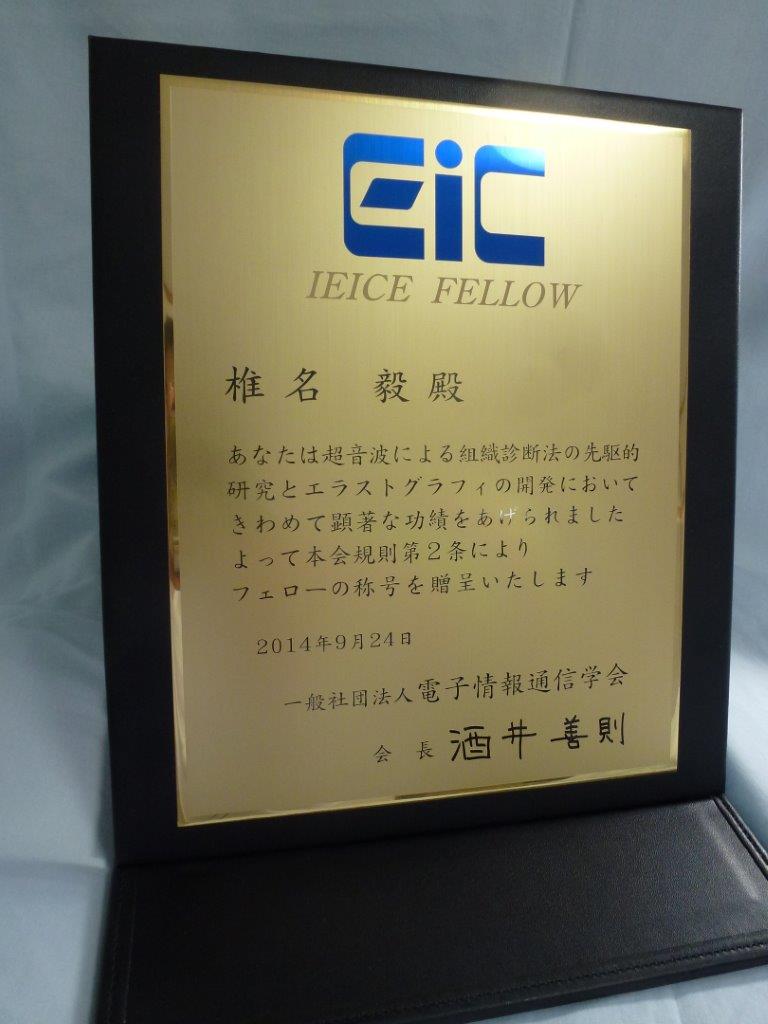 EiC
IEICE FELLOW
椎名 毅殿
あなたは超音波による組織診断法の先駆的
研究とエラストグラフィの開発において
きわめて顕著な功績をあげられました
よって本会規則第2条により
フェローの称号を贈呈いたします
2014年9月24日
一般社団法人電子情報通信学会
会長 酒井善則